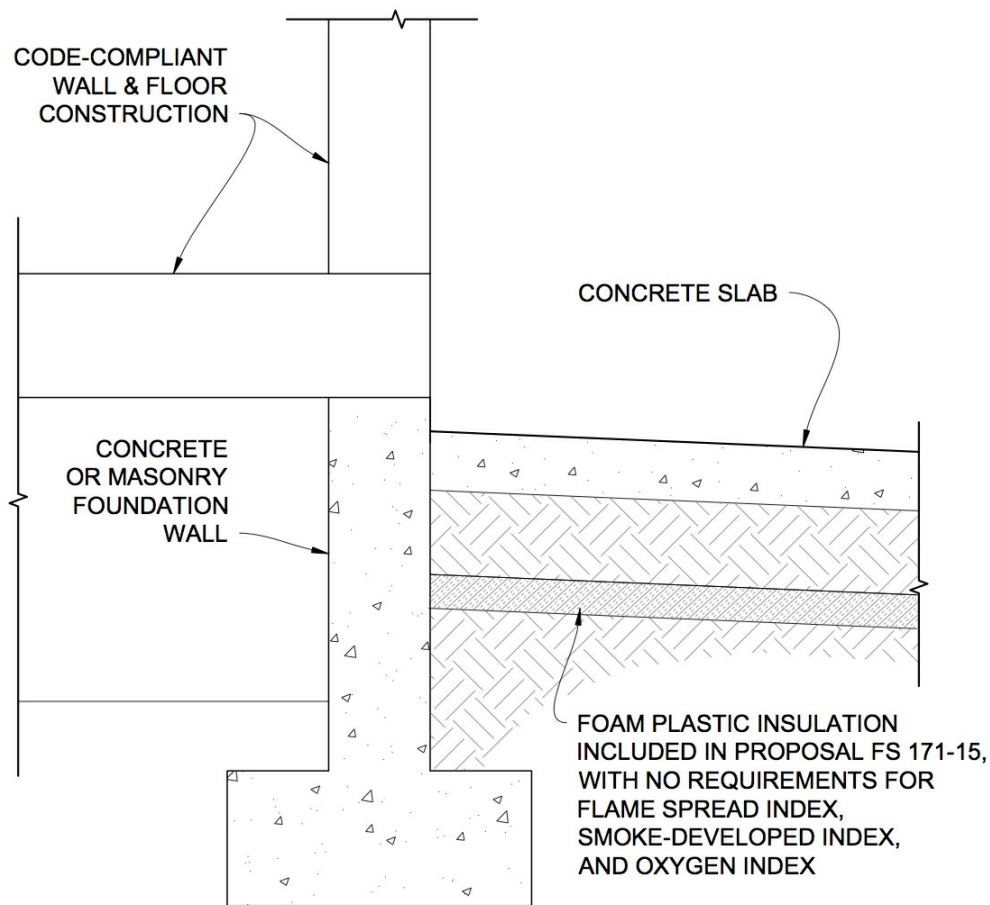 CODE-COMPLIANT
WALL & FLOOR
CONSTRUCTION
CONCRETE SLAB
CONCRETE
OR MASONRY
FOUNDATION
WALL
FOAM PLASTIC INSULATION
INCLUDED IN PROPOSAL FS 171-15,
WITH NO REQUIREMENTS FOR
FLAME SPREAD INDEX,
SMOKE-DEVELOPED INDEX,
AND OXYGEN INDEX